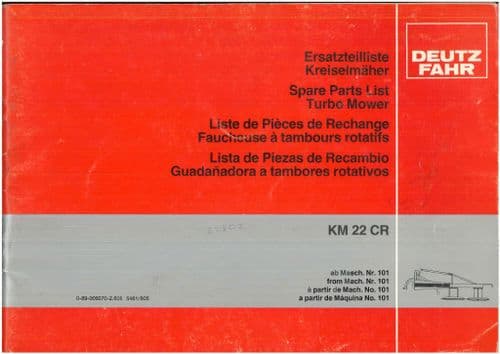 Ersatzteilliste
Kreiselmäher
DEUTZ
FAHR
Spare Parts List
Turbo Mower
Liste de Pièces de Rechange
Faucheuse à tambours rotatifs
Lista de Piezas de Recambio
Guadañadora a tambores rotativos
KM 22 CR
ab Masch. Nr. 101
from Mach. Nr. 101
à partir de Mach. No. 101
a partir de Máquina No. 101